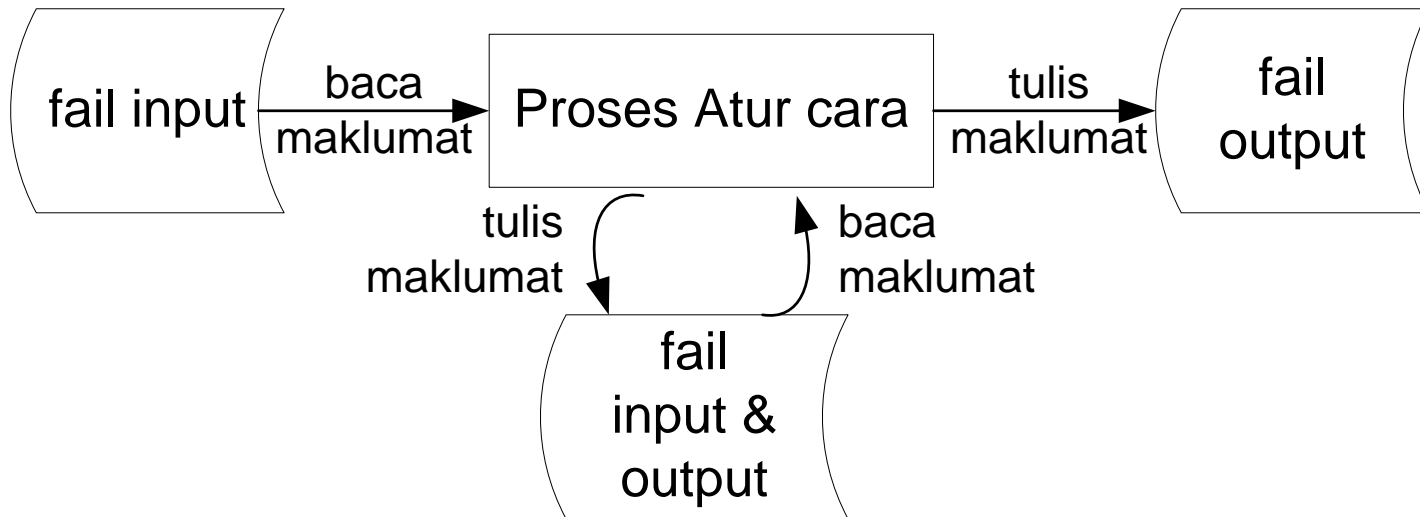 fail input
baca
maklumat
Proses Atur cara
tulis
maklumat
fail
output
tulis
maklumat
baca
maklumat
fail
input &
output